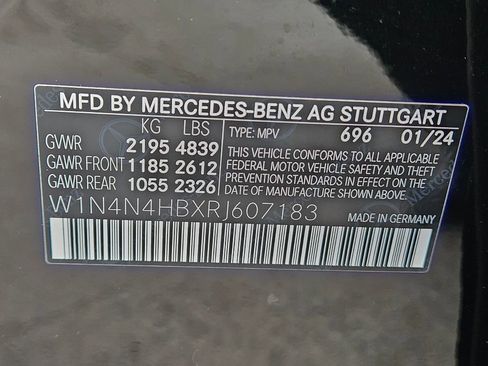 MFD BY MERCEDES-BENZ AG STUTTGART
KG LBS TYPE: MPV 696 01/24
GVWR 2195 4839
GAWR FRONT 1185 2612
GAWR REAR 1055 2326
THIS VEHICLE CONFORMS TO ALL APPLICABLE
FEDERAL MOTOR VEHICLE SAFETY AND THEFT
PREVENTION STANDARDS IN EFFECT ON THE
DATE OF MANUFACTURE SHOWN ABOVE.
W1N4N4HBXRJ607183 MADE IN GERMANY